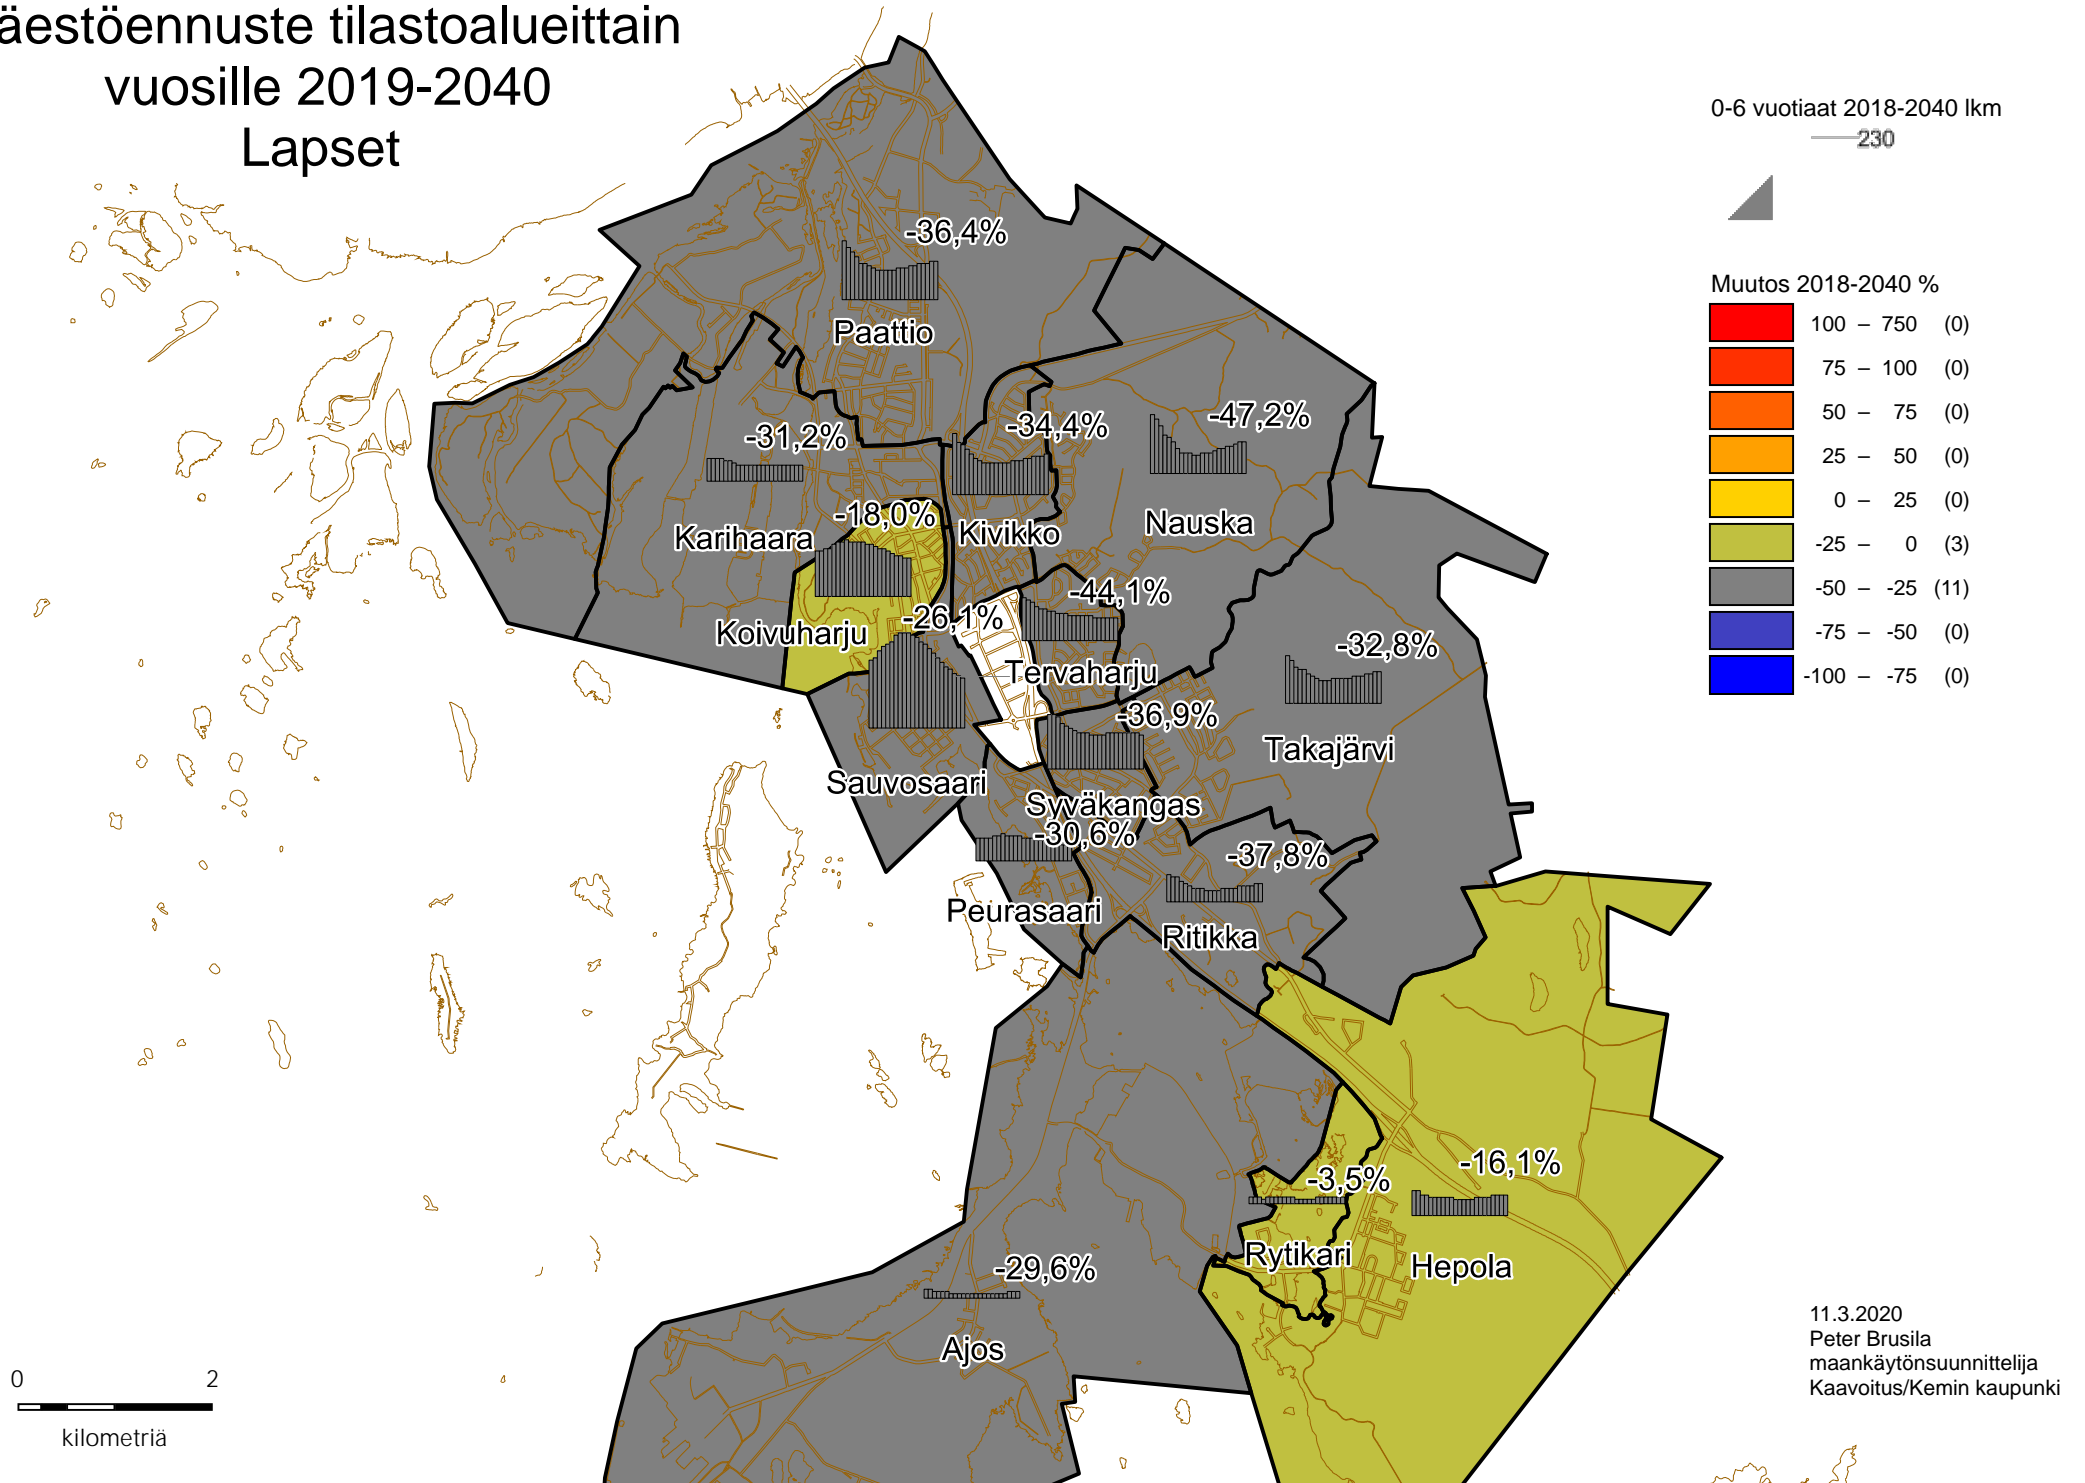 äestöennuste tilastoalueittain
vuosille 2019-2040
Lapset
0-6 vuotiaat 2018-2040 lkm
230
Muutos 2018-2040 %
100 – 750 (0)
75 – 100 (0)
50 – 75 (0)
25 – 50 (0)
0 – 25 (0)
-25 – 0 (3)
-50 – -25 (11)
-75 – -50 (0)
-100 – -75 (0)
-36,4%
Paattio
-31,2%
Karihaara
-34,4%
Kivikko
-47,2%
Nauska
-18,0%
Koivuharju
-26,1%
Sauvosaari
-44,1%
Tervaharju
-32,8%
Takajärvi
-36,9%
Syväkangas
-30,6%
Peurasaari
-37,8%
Ritikka
-3,5%
Rytikari
-16,1%
Hepola
-29,6%
Ajos
0 2
kilometriä
11.3.2020
Peter Brusila
maankäytönsuunnittelija
Kaavoitus/Kemin kaupunki